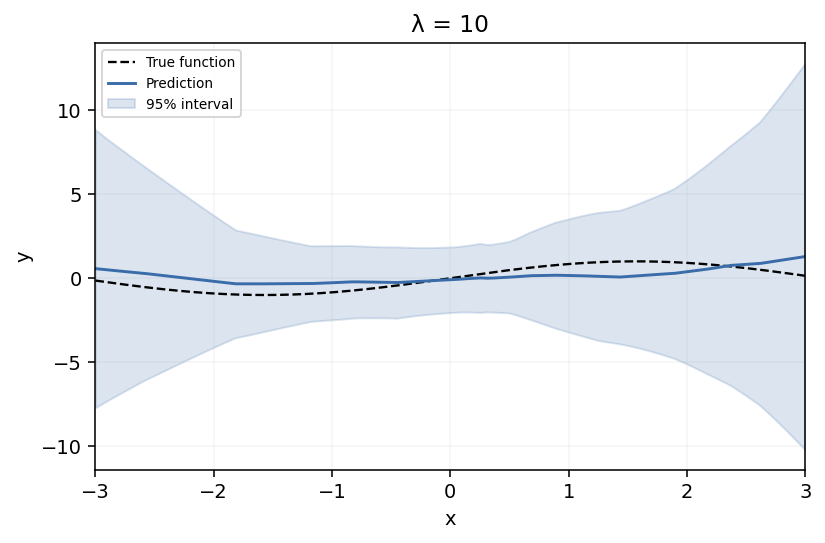 λ = 10
True function
Prediction
95% interval
y
10
5
0
−5
−10
−3 −2 −1 0 1 2 3
x